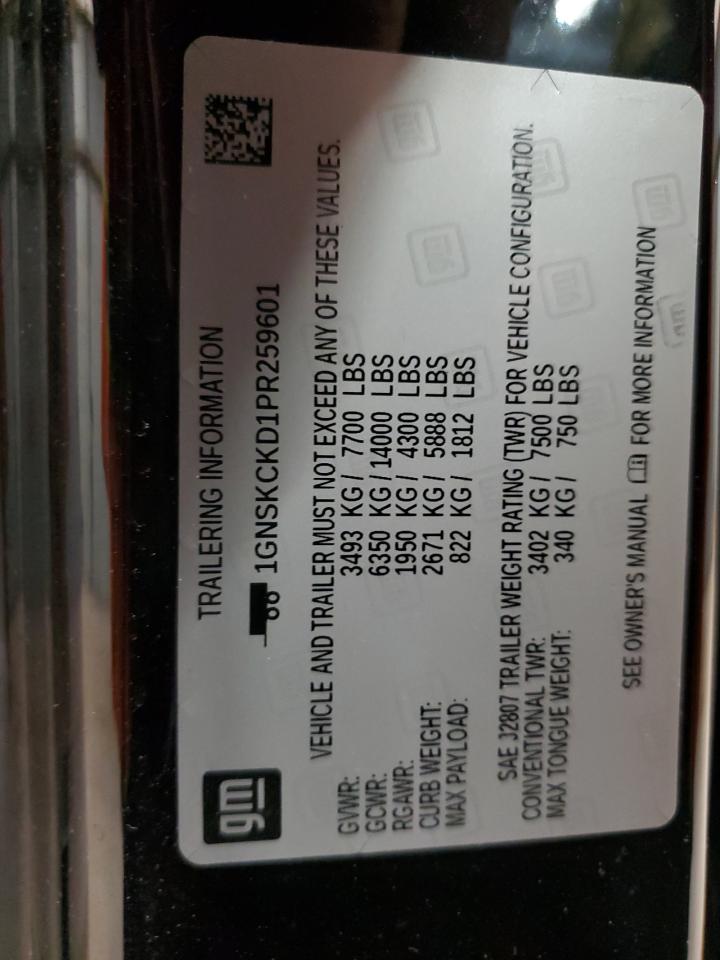 gm
TRAILERING INFORMATION
1GNSKCKD1PR259601
VEHICLE AND TRAILER MUST NOT EXCEED ANY OF THESE VALUES.
GVWR: 3493 KG / 7700 LBS
GCWR: 6350 KG / 14000 LBS
RGAWR: 1950 KG / 4300 LBS
CURB WEIGHT: 2671 KG / 5888 LBS
MAX PAYLOAD: 822 KG / 1812 LBS
SAE J2807 TRAILER WEIGHT RATING (TWR) FOR VEHICLE CONFIGURATION.
CONVENTIONAL TWR: 3402 KG / 7500 LBS
MAX TONGUE WEIGHT: 340 KG / 750 LBS
SEE OWNER'S MANUAL FOR MORE INFORMATION